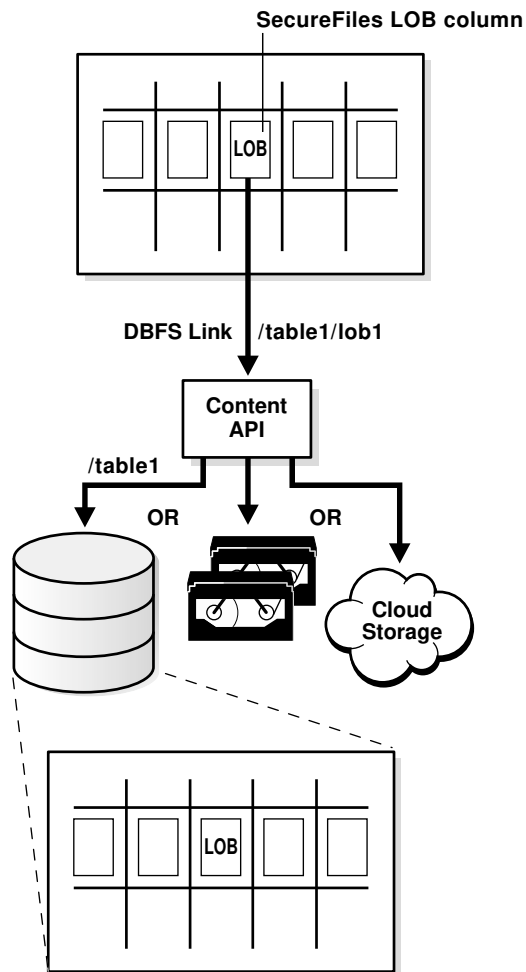 SecureFiles LOB column
LOB
DBFS Link
/table1/lob1
Content
API
/table1
OR
OR
Cloud
Storage
LOB